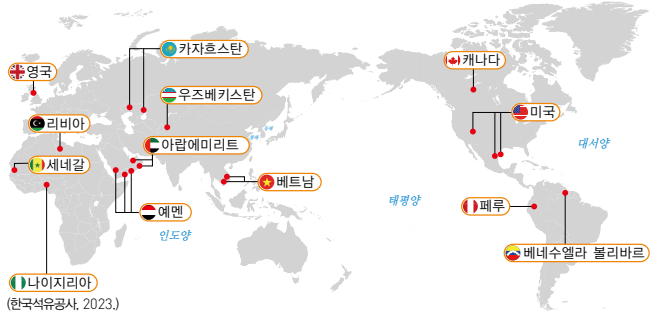 카자흐스탄
캐나다
영국
우즈베키스탄
미국
리비아
아랍에미리트
대서양
세네갈
베트남
태평양
페루
예멘
인도양
베네수엘라 볼리바르
나이지리아
(한국석유공사, 2023.)